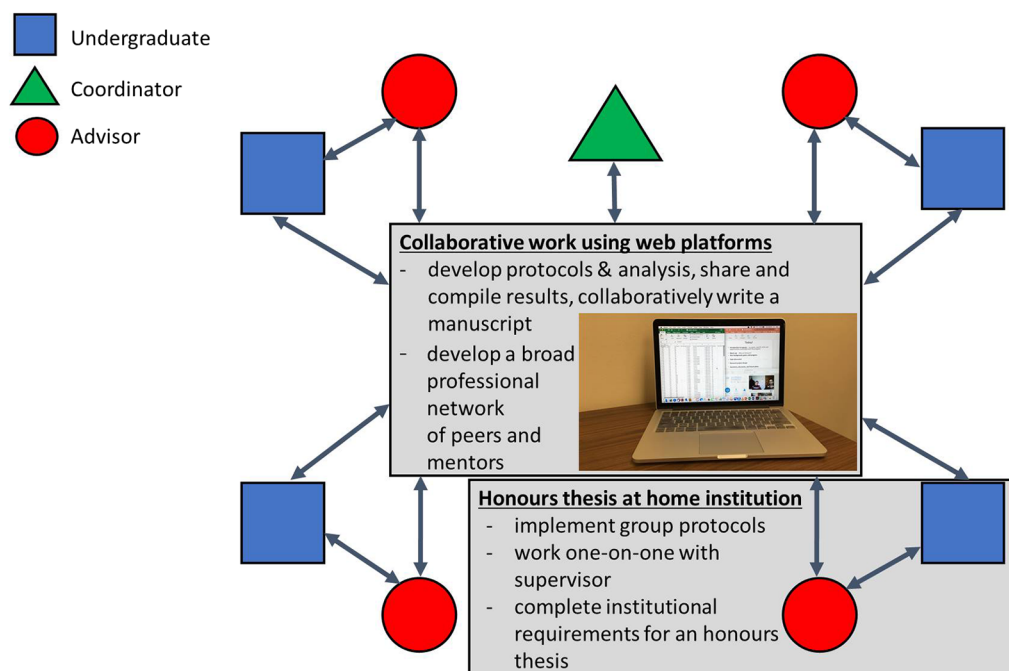 Undergraduate
Coordinator
Advisor
Collaborative work using web platforms
- develop protocols & analysis, share and
compile results, collaboratively write a
manuscript
- develop a broad
professional
network
of peers and
mentors
Honours thesis at home institution
- implement group protocols
- work one-on-one with
supervisor
- complete institutional
requirements for an honours
thesis